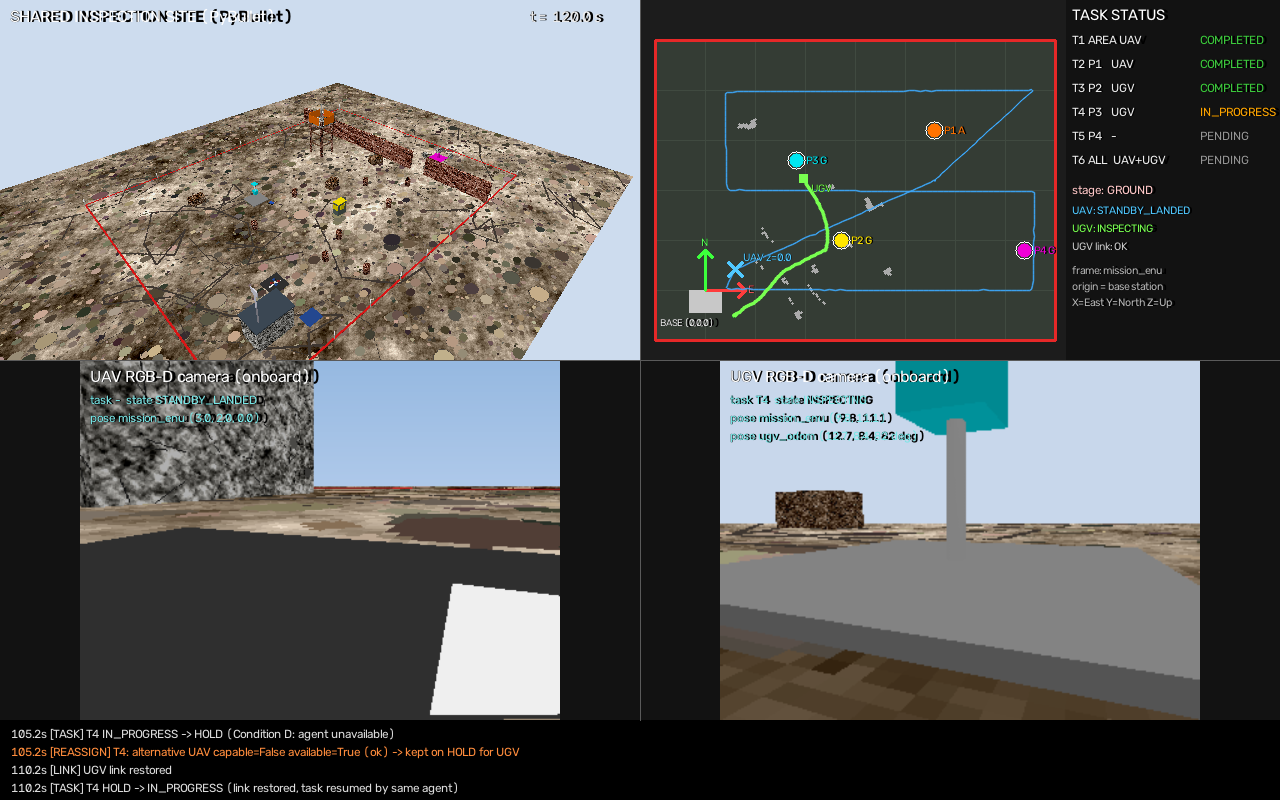 SHARED INSPECTION SITE (PyBullet)
t= 120.0 s
P1 A
P3 G
UGV
P2 G
P4 G
N
UAV z=0.0
E
BASE (0,0,0)
TASK STATUS
T1 AREA UAV COMPLETED
T2 P1 UAV COMPLETED
T3 P2 UGV COMPLETED
T4 P3 UGV IN_PROGRESS
T5 P4 - PENDING
T6 ALL UAV+UGV PENDING
stage: GROUND
UAV: STANDBY_LANDED
UGV: INSPECTING
UGV link: OK
frame: mission_enu
origin = base station
X=East Y=North Z=Up
UAV RGB-D camera (onboard)
task - state STANDBY_LANDED
pose mission_enu (3.0, 2.0, 0.0)
UGV RGB-D camera (onboard)
task T4 state INSPECTING
pose mission_enu (9.8, 11.1)
pose ugv_odom (12.7, 8.4, 82 deg)
105.2s [TASK] T4 IN_PROGRESS -> HOLD (Condition D: agent unavailable)
105.2s [REASSIGN] T4: alternative UAV capable=False available=True (ok) -> kept on HOLD for UGV
110.2s [LINK] UGV link restored
110.2s [TASK] T4 HOLD -> IN_PROGRESS (link restored, task resumed by same agent)